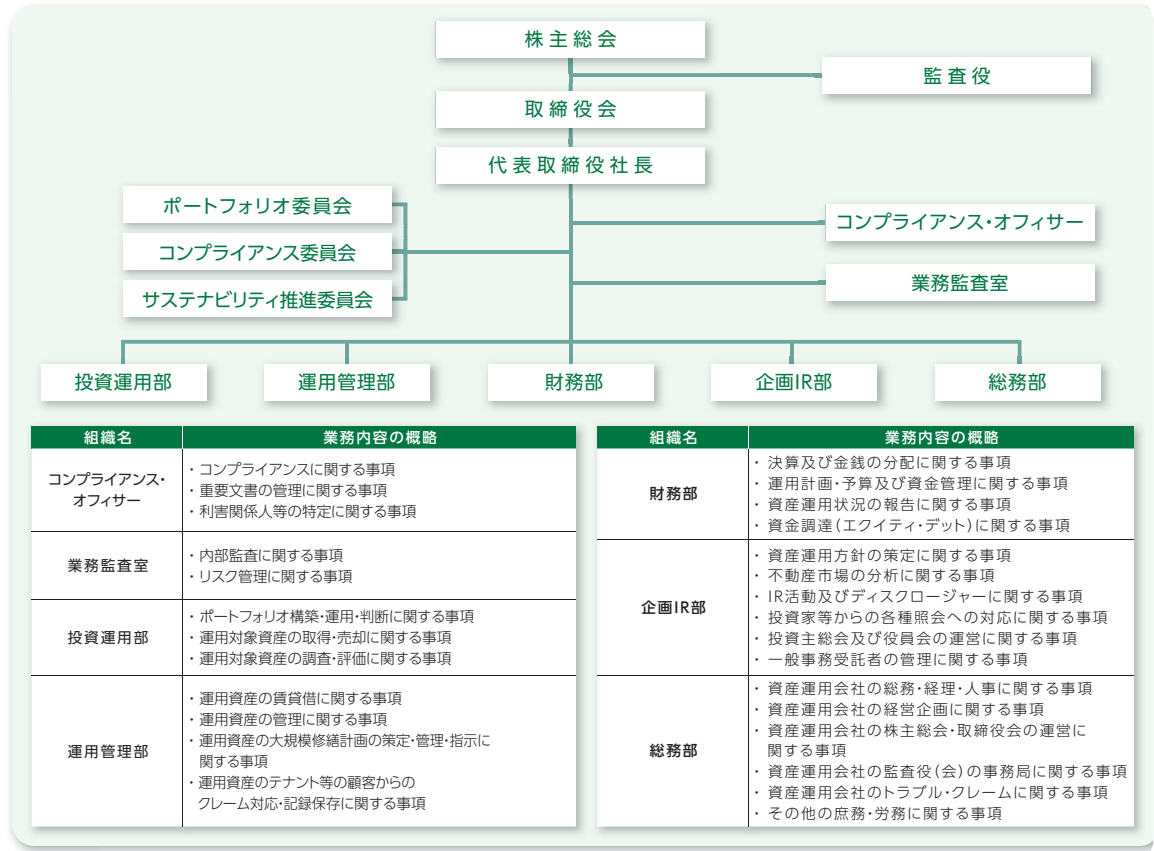 株主総会
監査役
取締役会
代表取締役社長
ポートフォリオ委員会
コンプライアンス委員会
サステナビリティ推進委員会
コンプライアンス・オフィサー
業務監査室
投資運用部
運用管理部
財務部
企画IR部
総務部
組織名
業務内容の概略
コンプライアンス・
オフィサー
・コンプライアンスに関する事項
・重要文書の管理に関する事項
・利害関係人等の特定に関する事項
業務監査室
・内部監査に関する事項
・リスク管理に関する事項
投資運用部
・ポートフォリオ構築・運用・判断に関する事項
・運用対象資産の取得・売却に関する事項
・運用対象資産の調査・評価に関する事項
運用管理部
・運用資産の賃貸借に関する事項
・運用資産の管理に関する事項
・運用資産の大規模修繕計画の策定・管理・指示に
関する事項
・運用資産のテナント等の顧客からの
クレーム対応・記録保存に関する事項
組織名
業務内容の概略
財務部
・決算及び金銭の分配に関する事項
・運用計画・予算及び資金管理に関する事項
・資産運用状況の報告に関する事項
・資金調達(エクイティ・デット)に関する事項
企画IR部
・資産運用方針の策定に関する事項
・不動産市場の分析に関する事項
・IR活動及びディスクロージャーに関する事項
・投資家等からの各種照会への対応に関する事項
・投資主総会及び役員会の運営に関する事項
・一般事務受託者の管理に関する事項
総務部
・資産運用会社の総務・経理・人事に関する事項
・資産運用会社の経営企画に関する事項
・資産運用会社の株主総会・取締役会の運営に
関する事項
・資産運用会社の監査役(会)の事務局に関する事項
・資産運用会社のトラブル・クレームに関する事項
・その他の庶務・労務に関する事項